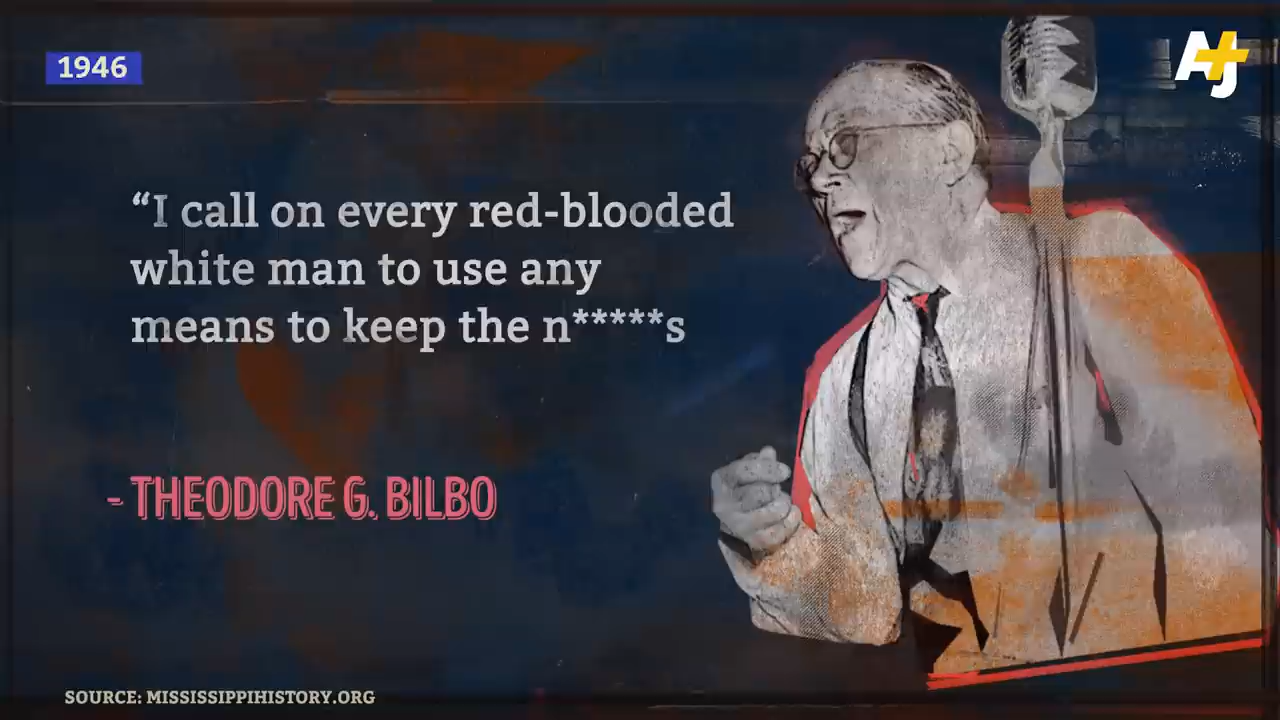 1946
AJ+
“I call on every red-blooded
white man to use any
means to keep the n*****s
- THEODORE G. BILBO
SOURCE: MISSISSIPPIHISTORY.ORG